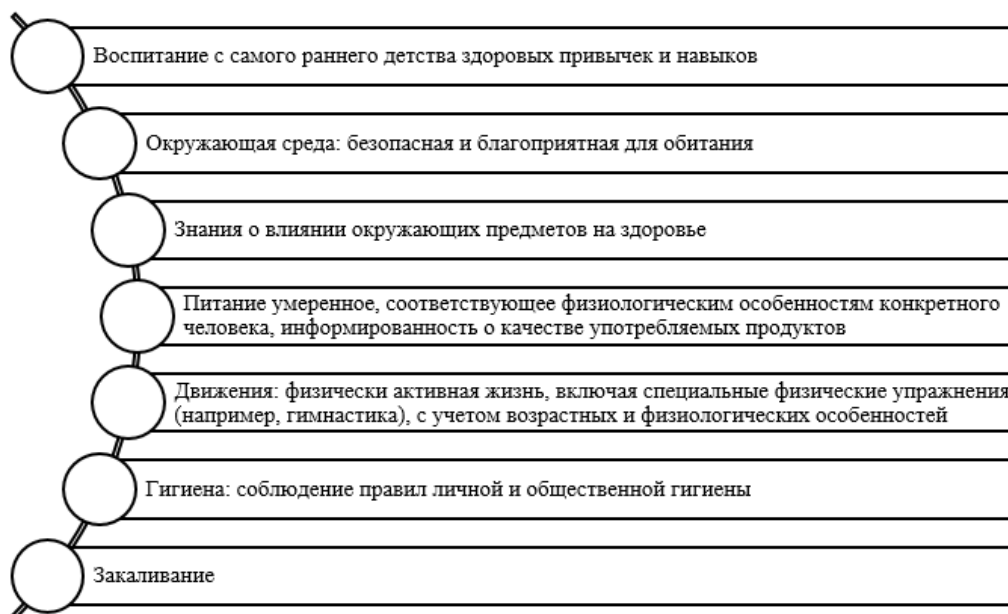 Воспитание с самого раннего детства здоровых привычек и навыков
Окружающая среда: безопасная и благоприятная для обитания
Знания о влиянии окружающих предметов на здоровье
Питание умеренное, соответствующее физиологическим особенностям конкретного
человека, информированность о качестве употребляемых продуктов
Движения: физически активная жизнь, включая специальные физические упражнения
(например, гимнастика), с учетом возрастных и физиологических особенностей
Гигиена: соблюдение правил личной и общественной гигиены
Закаливание